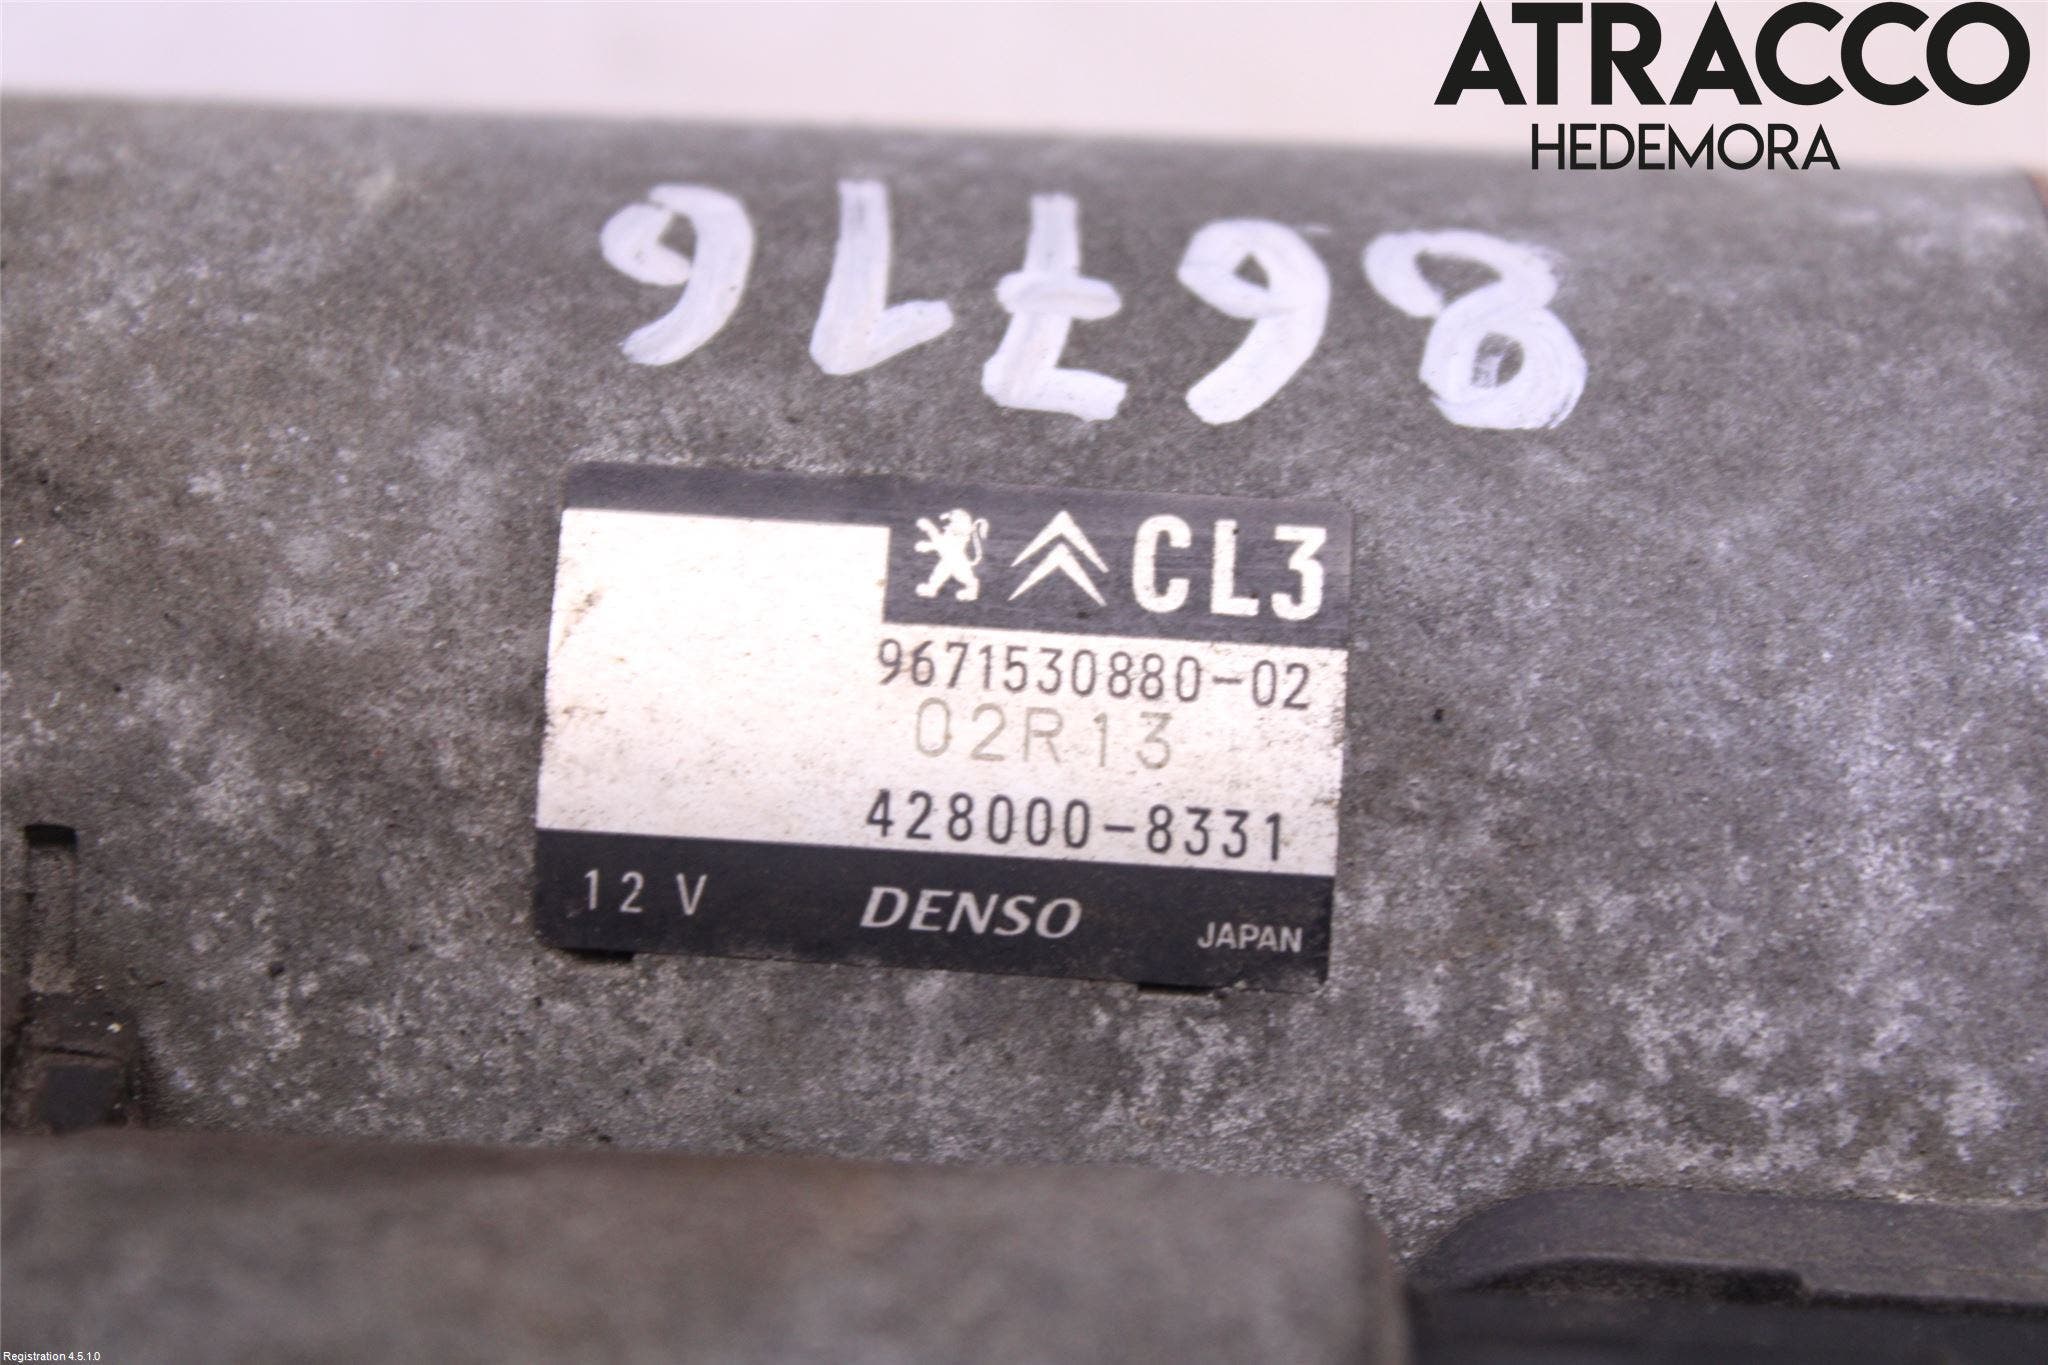 ATRACCO
HEDEMORA
86716
CL3
9671530880-02
02R13
428000-8331
12 V DENSO JAPAN
Registration 4.5.1.0